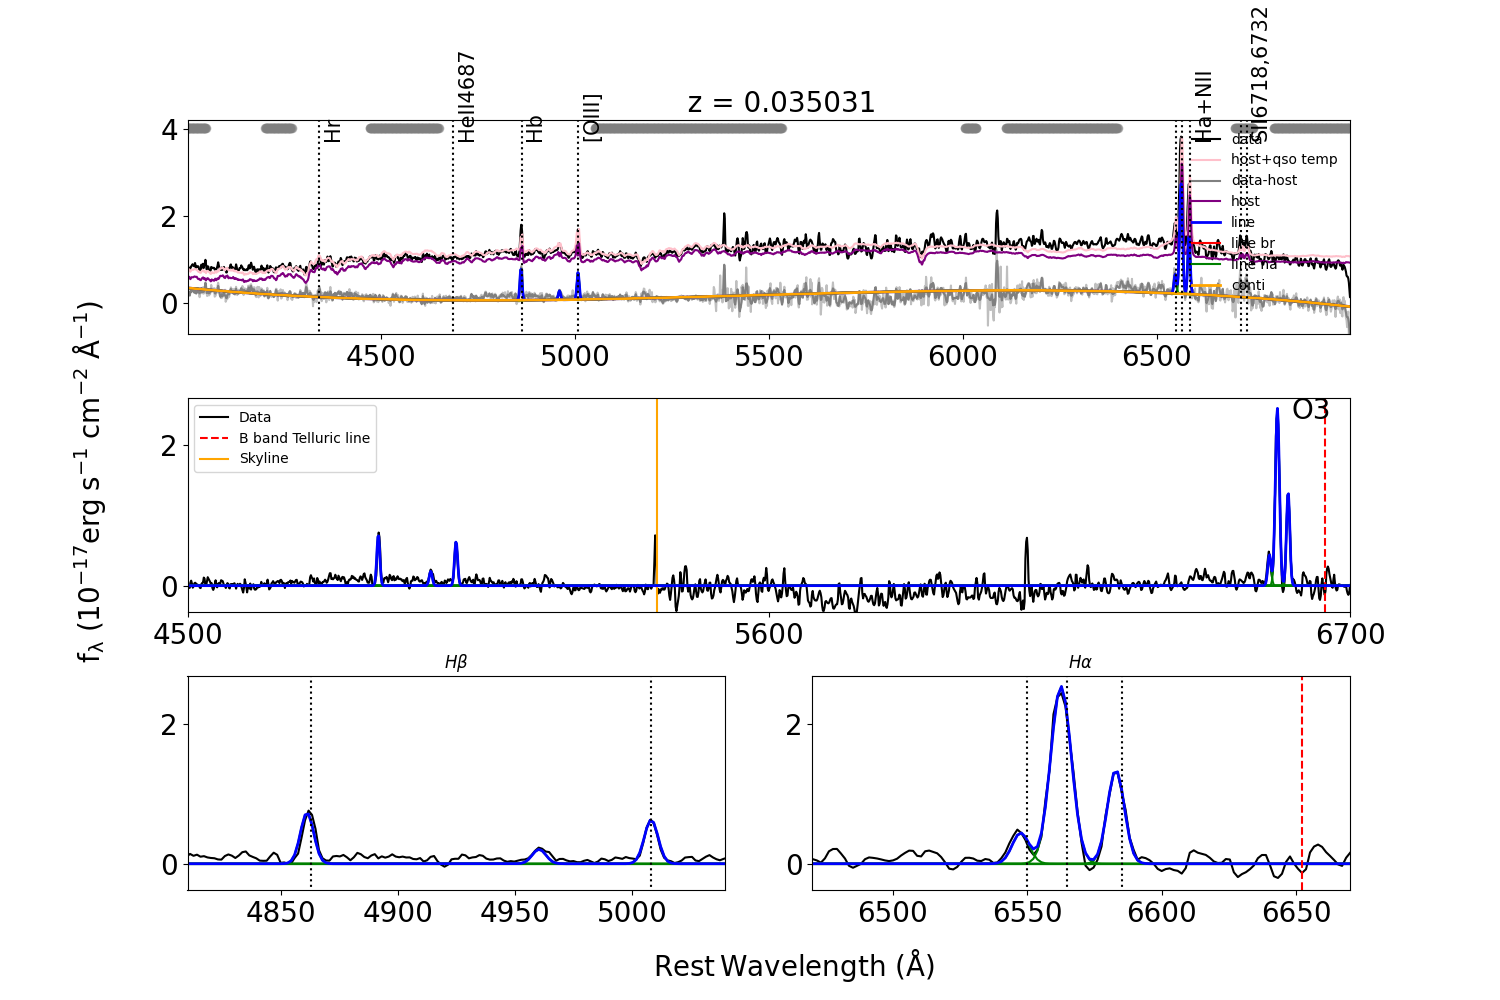 z = 0.035031
Hr
HeII4687
Hb
[OIII]
Ha+NII
SII6718,6732
data
host+qso temp
data-host
host
line
line br
line na
conti
4
2
0
4500
5000
5500
6000
6500
fλ (10−17erg s−1 cm−2 Å−1)
Data
B band Telluric line
Skyline
O3
2
0
4500
5600
6700
Hβ
2
0
4850
4900
4950
5000
Hα
2
0
6500
6550
6600
6650
Rest Wavelength (Å)